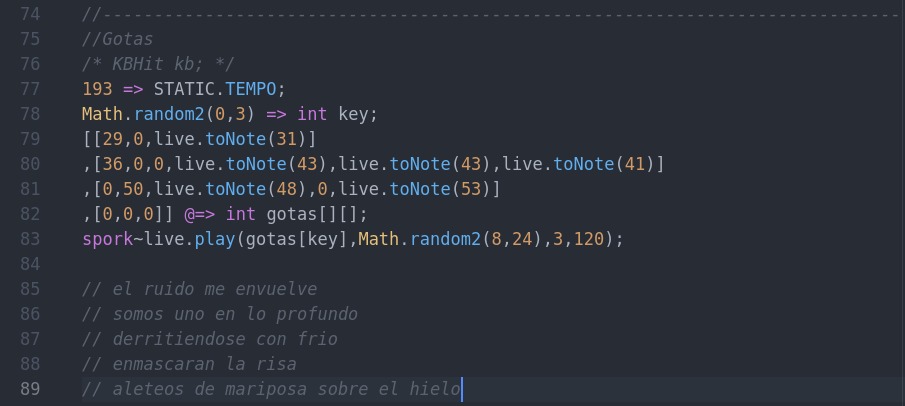 74 //------------------------------------------------------------------------------
75 //Gotas
76 /* KBHit kb; */
77 193 => STATIC.TEMPO;
78 Math.random2(0,3) => int key;
79 [[29,0,live.toNote(31)]
80 ,[36,0,0,live.toNote(43),live.toNote(43),live.toNote(41)]
81 ,[0,50,live.toNote(48),0,live.toNote(53)]
82 ,[0,0,0]] @=> int gotas[][];
83 spork~live.play(gotas[key],Math.random2(8,24),3,120);
84
85 // el ruido me envuelve
86 // somos uno en lo profundo
87 // derritiendose con frio
88 // enmascaran la risa
89 // aleteos de mariposa sobre el hielo